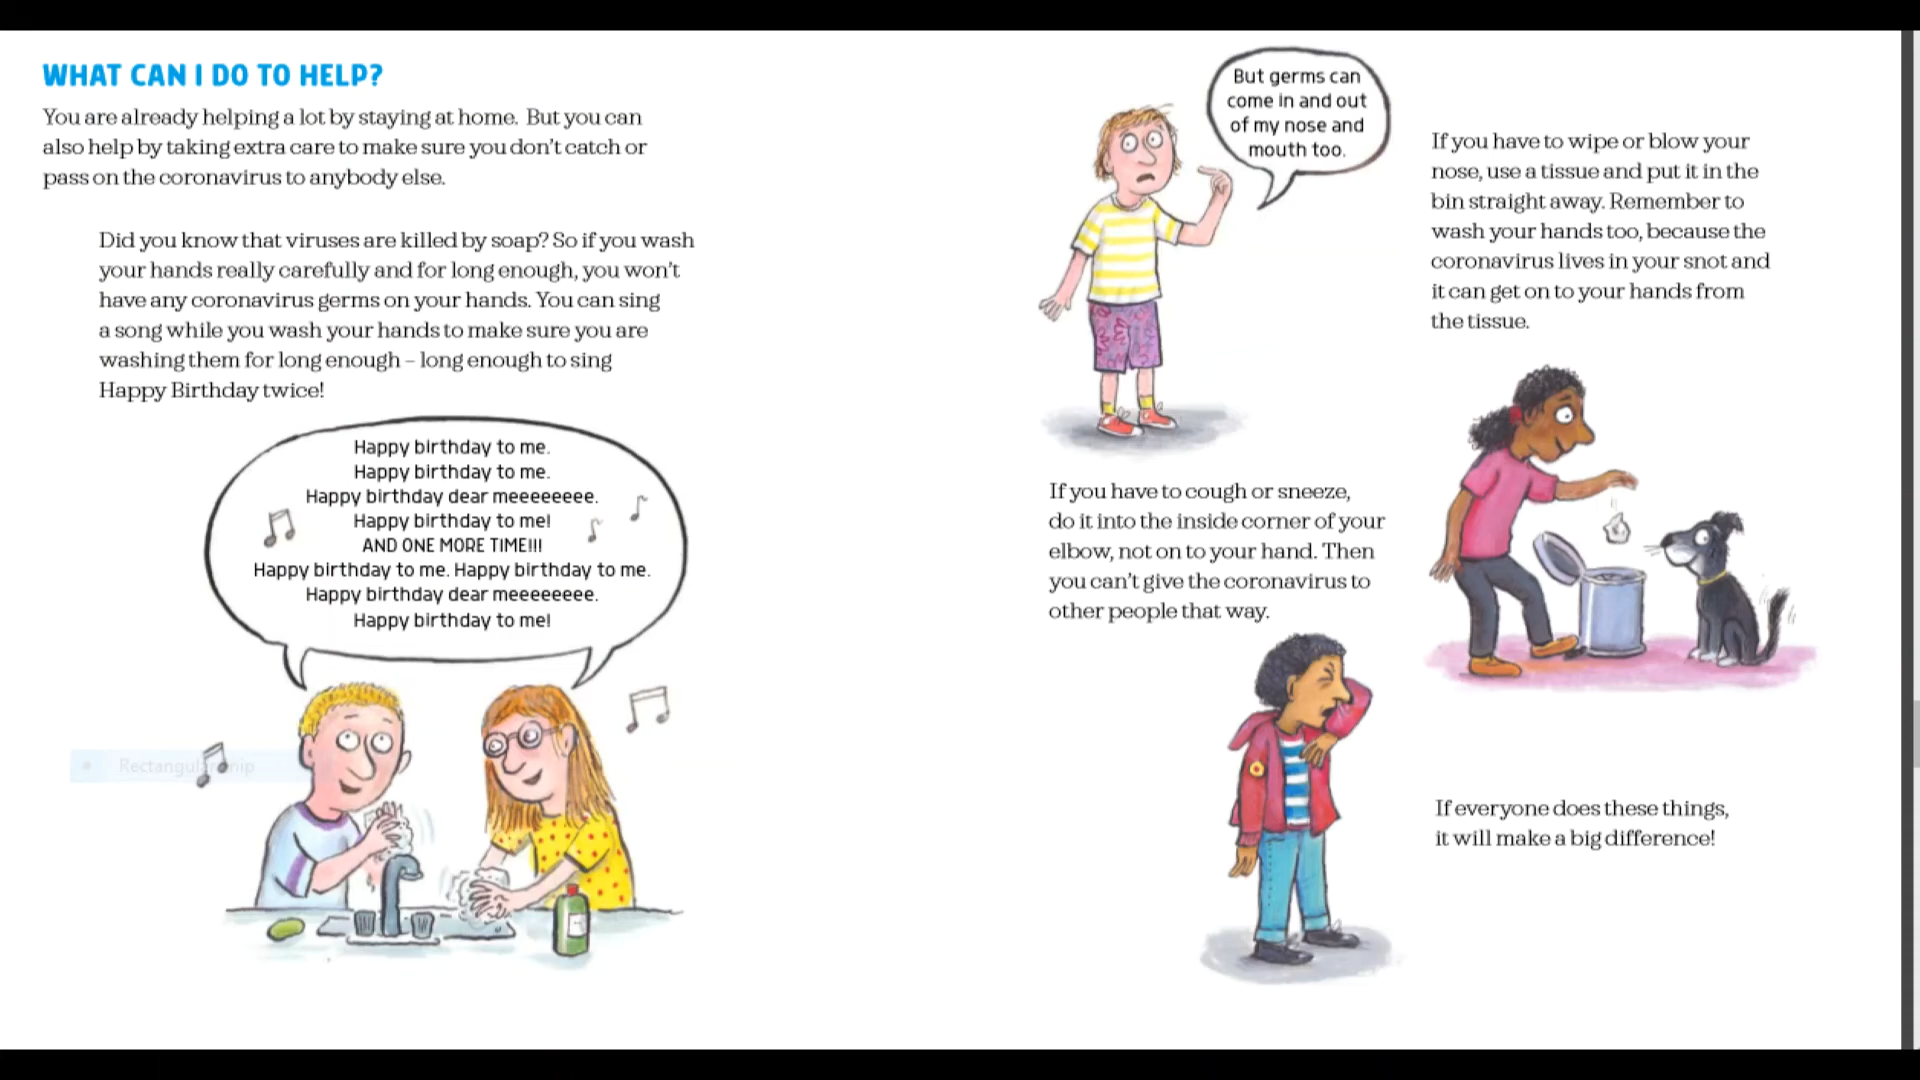 WHAT CAN I DO TO HELP?
You are already helping a lot by staying at home. But you can
also help by taking extra care to make sure you don't catch or
pass on the coronavirus to anybody else.
Did you know that viruses are killed by soap? So if you wash
your hands really carefully and for long enough, you won't
have any coronavirus germs on your hands. You can sing
a song while you wash your hands to make sure you are
washing them for long enough – long enough to sing
Happy Birthday twice!
Happy birthday to me.
Happy birthday to me.
Happy birthday dear meeeeeeee.
Happy birthday to me!
AND ONE MORE TIME!!!
Happy birthday to me. Happy birthday to me.
Happy birthday dear meeeeeeee.
Happy birthday to me!
But germs can
come in and out
of my nose and
mouth too.
If you have to cough or sneeze,
do it into the inside corner of your
elbow, not on to your hand. Then
you can't give the coronavirus to
other people that way.
If you have to wipe or blow your
nose, use a tissue and put it in the
bin straight away. Remember to
wash your hands too, because the
coronavirus lives in your snot and
it can get on to your hands from
the tissue.
If everyone does these things,
it will make a big difference!